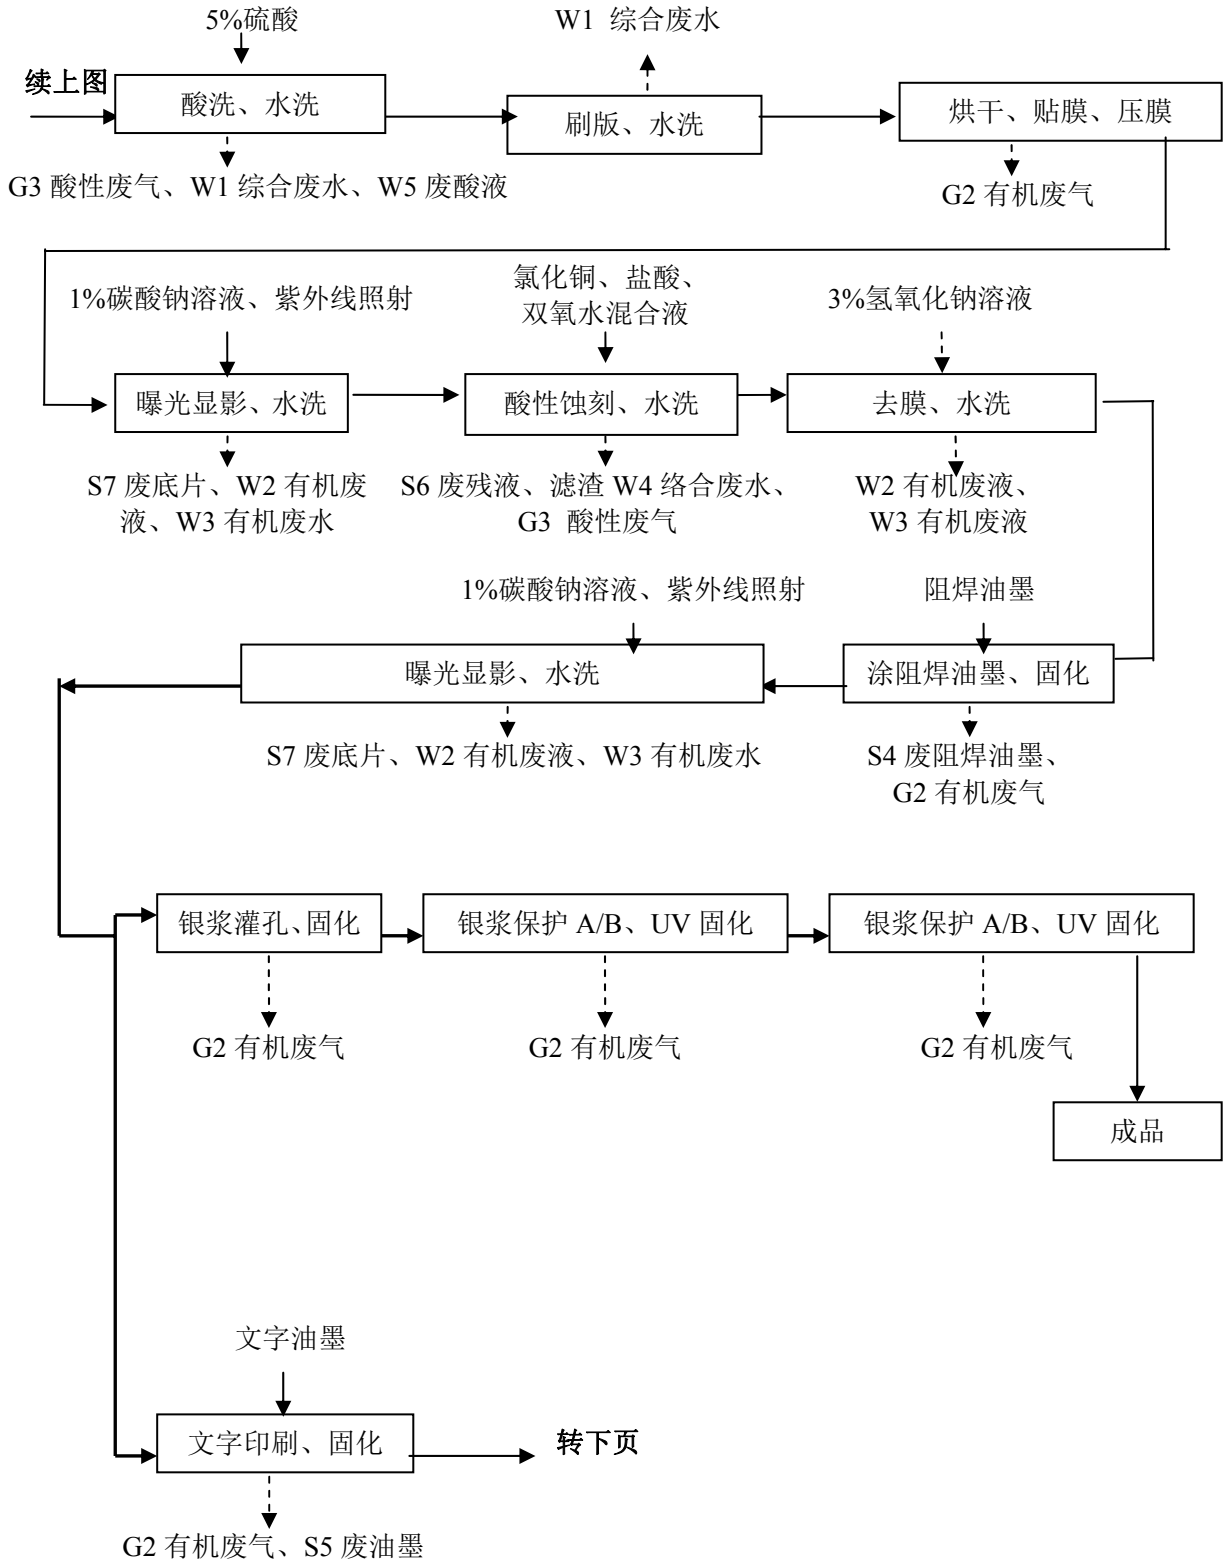 5%硫酸
W1 综合废水
续上图
酸洗、水洗
刷版、水洗
烘干、贴膜、压膜
G3 酸性废气、W1 综合废水、W5 废酸液
G2 有机废气
1%碳酸钠溶液、紫外线照射
氯化铜、盐酸、
双氧水混合液
3%氢氧化钠溶液
曝光显影、水洗
酸性蚀刻、水洗
去膜、水洗
S7 废底片、W2 有机废
液、W3 有机废水
S6 废残液、滤渣 W4 络合废水、
G3 酸性废气
W2 有机废液、
W3 有机废液
1%碳酸钠溶液、紫外线照射
阻焊油墨
曝光显影、水洗
涂阻焊油墨、固化
S7 废底片、W2 有机废液、W3 有机废水
S4 废阻焊油墨、
G2 有机废气
银浆灌孔、固化
银浆保护 A/B、UV 固化
银浆保护 A/B、UV 固化
G2 有机废气
G2 有机废气
G2 有机废气
成品
文字油墨
文字印刷、固化
转下页
G2 有机废气、S5 废油墨